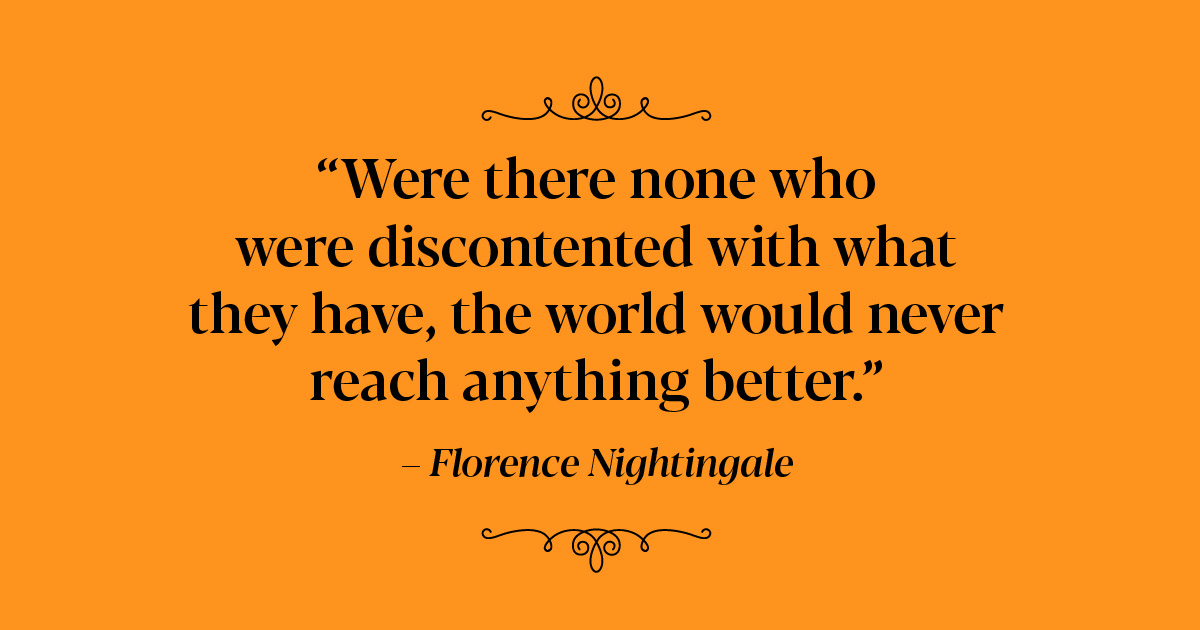 “Were there none who
were discontented with what
they have, the world would never
reach anything better.”
– Florence Nightingale